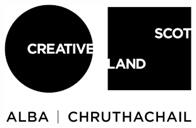 SCOT
CREATIVE
LAND
ALBA | CHRUTHACHAIL